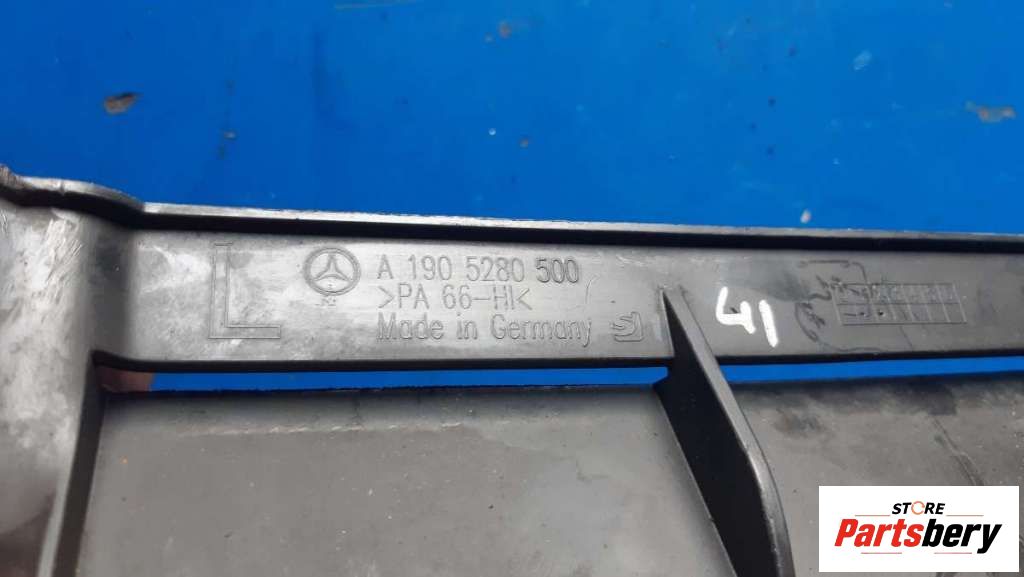 L
A 190 5280 500
>PA 66-HI<
Made in Germany
41
STORE
Partsbery